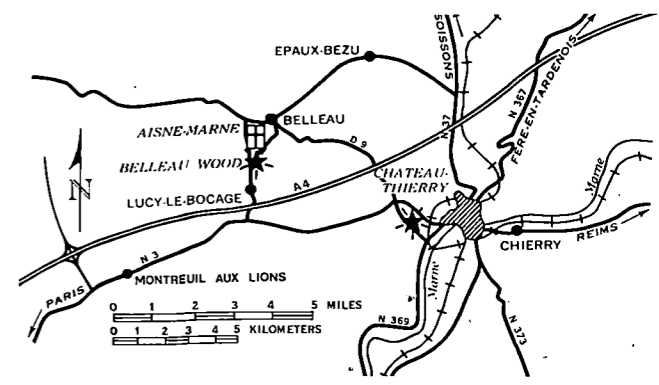 SOISSONS
EPAUX-BEZU
N 367
FÈRE-EN-TARDENOIS
N 37
BELLEAU
AISNE-MARNE
D 9
BELLEAU WOOD
CHATEAU-
THIERRY
Marne
A 4
LUCY-LE-BOCAGE
N
CHIERRY
REIMS
N 3
MONTREUIL AUX LIONS
Marne
PARIS
0 1 2 3 4 5 MILES
0 1 2 3 4 5 KILOMETERS
N 369
N 373